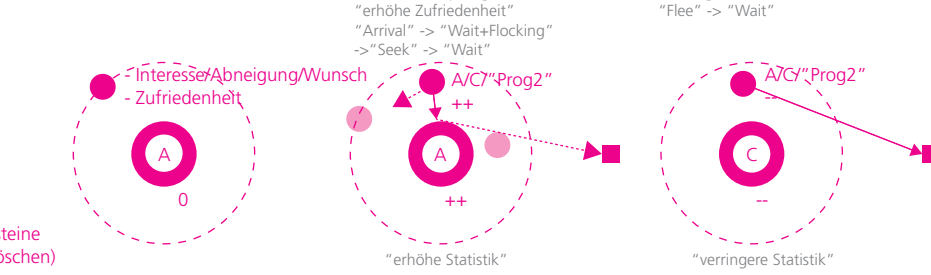 "erhöhe Zufriedenheit"
"Arrival" -> "Wait+Flocking"
->"Seek" -> "Wait"
"Flee" -> "Wait"
- Interesse/Abneigung/Wunsch
- Zufriedenheit
A
0
A/C/"Prog2"
++
A
++
A/C/"Prog2"
--
C
--
"erhöhe Statistik"
"verringere Statistik"